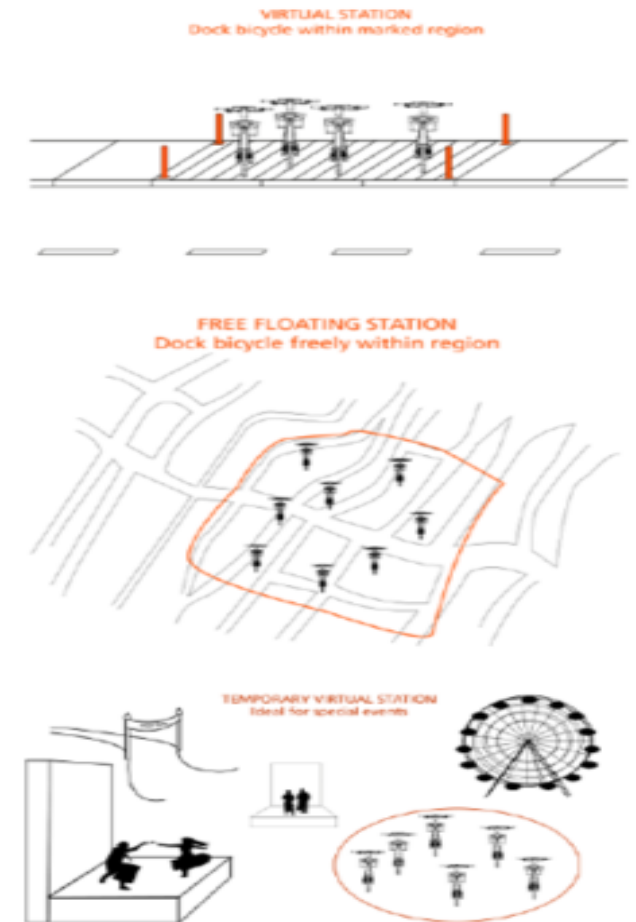 VIRTUAL STATION
Dock bicycle within marked region
FREE FLOATING STATION
Dock bicycle freely within region
TEMPORARY VIRTUAL STATION
Ideal for special events